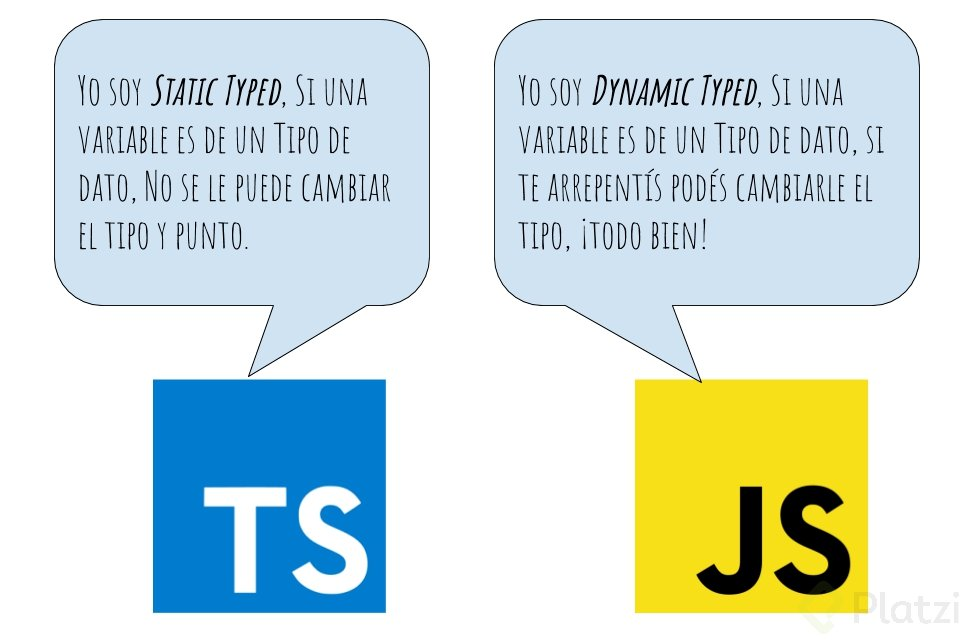 Yo soy Static Typed, Si una
variable es de un Tipo de
dato, No se le puede cambiar
el tipo y punto.
Yo soy Dynamic Typed, Si una
variable es de un Tipo de dato, si
te arrepentís podés cambiarle el
tipo, ¡todo bien!
TS
JS
Platzi